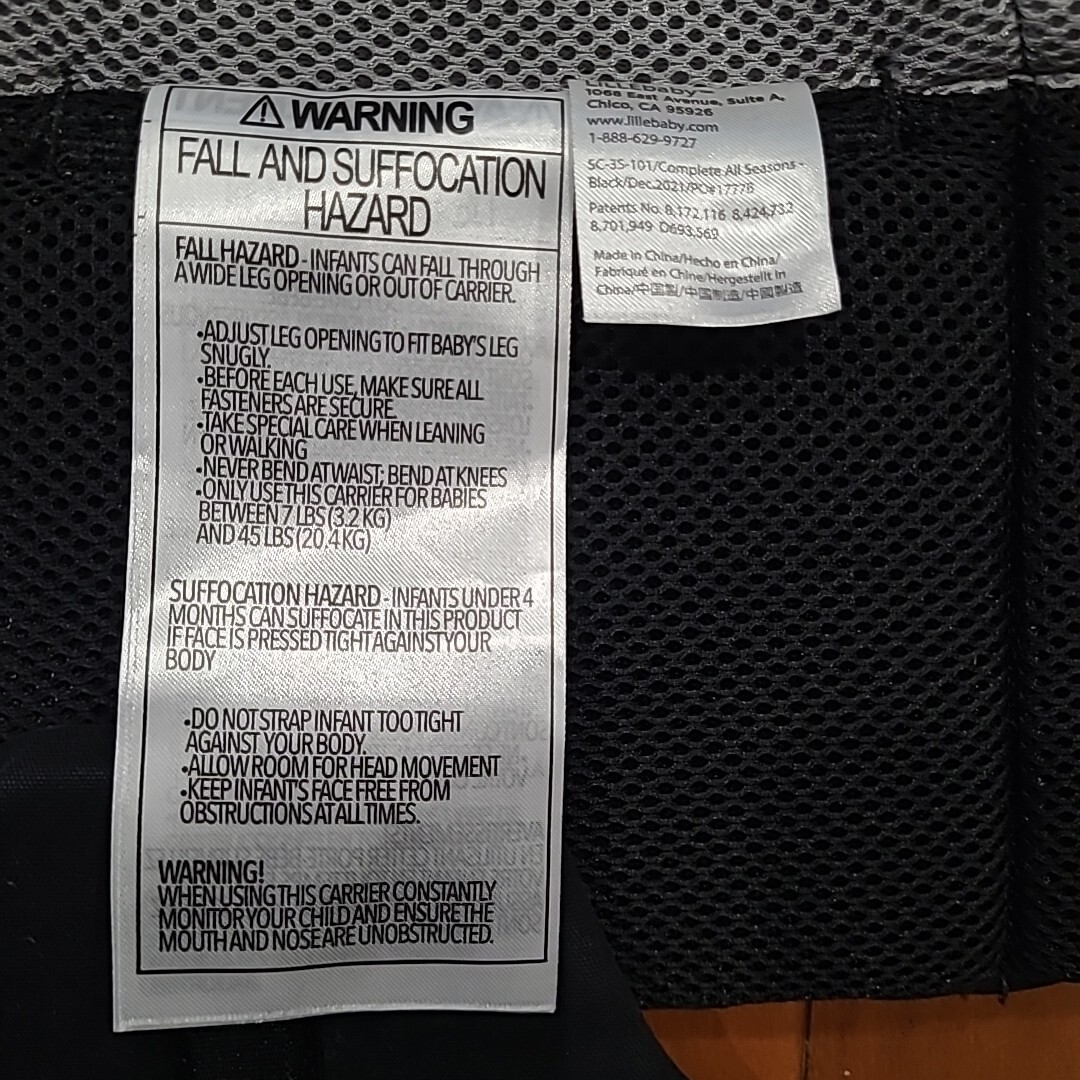 WARNING
FALL AND SUFFOCATION
HAZARD
FALL HAZARD - INFANTS CAN FALL THROUGH
A WIDE LEG OPENING OR OUT OF CARRIER.
•ADJUST LEG OPENING TO FIT BABY'S LEG
SNUGLY.
•BEFORE EACH USE, MAKE SURE ALL
FASTENERS ARE SECURE.
•TAKE SPECIAL CARE WHEN LEANING
OR WALKING
•NEVER BEND AT WAIST; BEND AT KNEES
•ONLY USE THIS CARRIER FOR BABIES
BETWEEN 7 LBS (3.2 KG)
AND 45 LBS (20.4 KG)
SUFFOCATION HAZARD - INFANTS UNDER 4
MONTHS CAN SUFFOCATE IN THIS PRODUCT
IF FACE IS PRESSED TIGHT AGAINST YOUR
BODY
•DO NOT STRAP INFANT TOO TIGHT
AGAINST YOUR BODY.
•ALLOW ROOM FOR HEAD MOVEMENT
•KEEP INFANT'S FACE FREE FROM
OBSTRUCTIONS AT ALL TIMES.
WARNING!
WHEN USING THIS CARRIER CONSTANTLY
MONITOR YOUR CHILD AND ENSURE THE
MOUTH AND NOSE ARE UNOBSTRUCTED.
1068 East Avenue, Suite A,
Chico, CA 95926
www.lillebaby.com
1-888-629-9727
SC-3S-101/Complete All Seasons -
Black/Dec.2021/PO#17778
Patents No. 8,172,116 8,424,732
8,701,949 D693,569
Made in China/Hecho en China/
Fabriqué en Chine/Hergestellt in
China/中国製/中国制造/中國製造